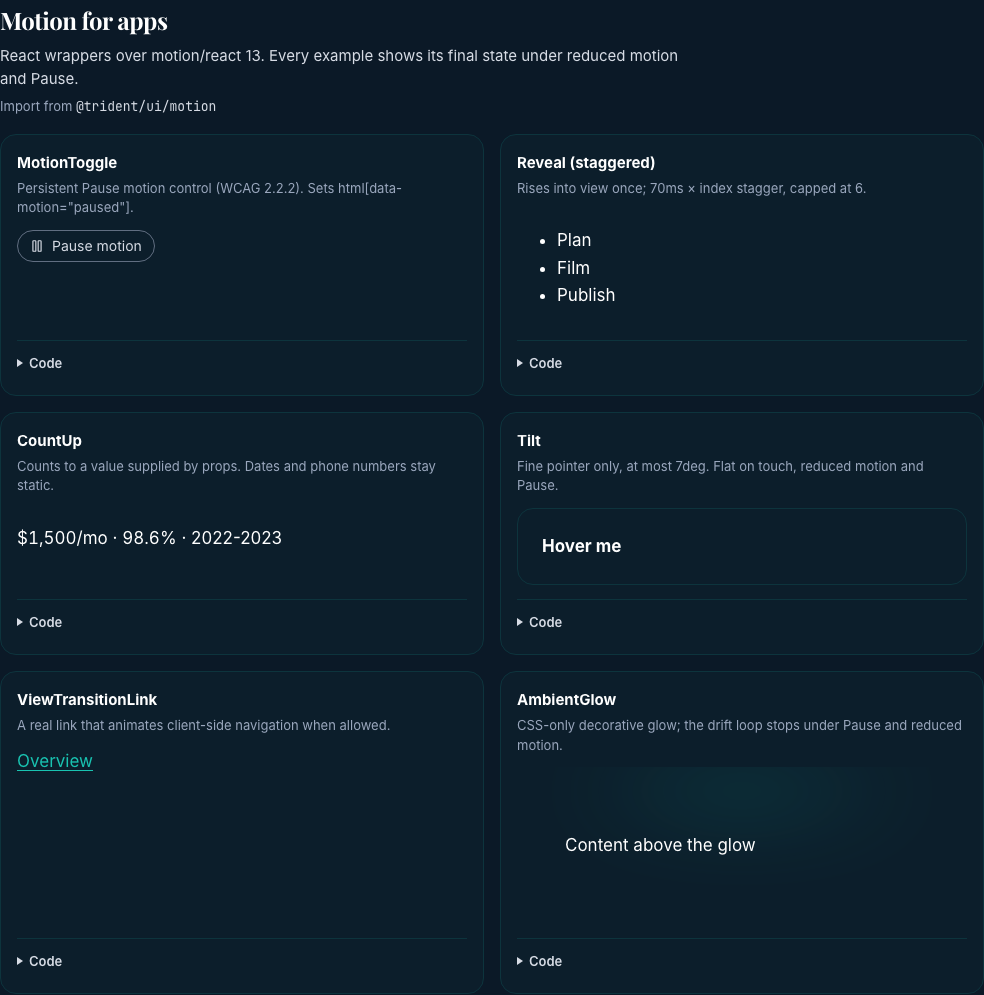 Motion for apps
React wrappers over motion/react 13. Every example shows its final state under reduced motion
and Pause.
Import from @trident/ui/motion
MotionToggle
Persistent Pause motion control (WCAG 2.2.2). Sets html[data-
motion="paused"].
Pause motion
Code
Reveal (staggered)
Rises into view once; 70ms × index stagger, capped at 6.
• Plan
• Film
• Publish
Code
CountUp
Counts to a value supplied by props. Dates and phone numbers stay
static.
$1,500/mo · 98.6% · 2022-2023
Code
Tilt
Fine pointer only, at most 7deg. Flat on touch, reduced motion and
Pause.
Hover me
Code
ViewTransitionLink
A real link that animates client-side navigation when allowed.
Overview
Code
AmbientGlow
CSS-only decorative glow; the drift loop stops under Pause and reduced
motion.
Content above the glow
Code